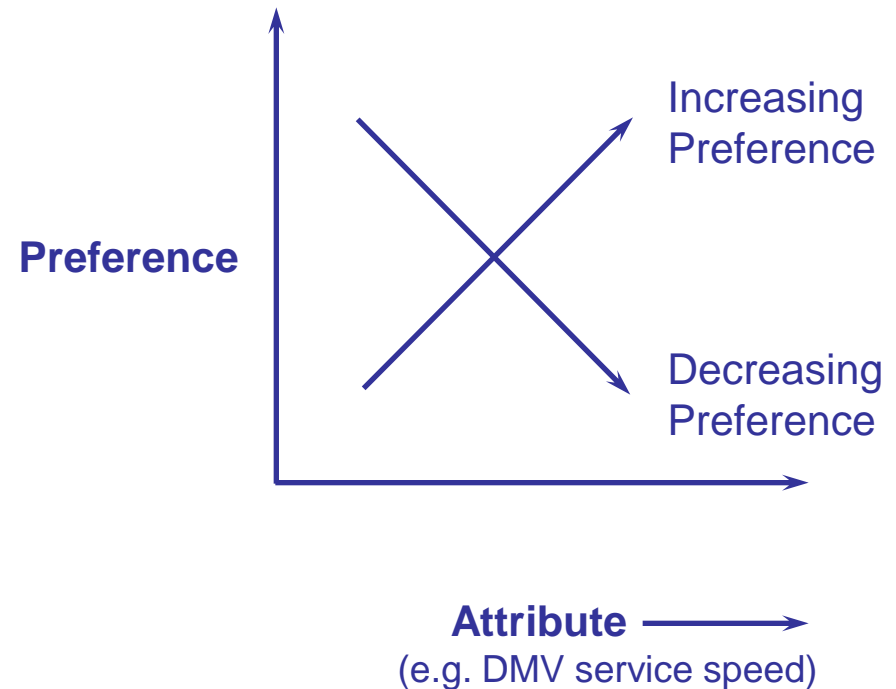 Increasing
Preference
Preference
Decreasing
Preference
Attribute
(e.g. DMV service speed)